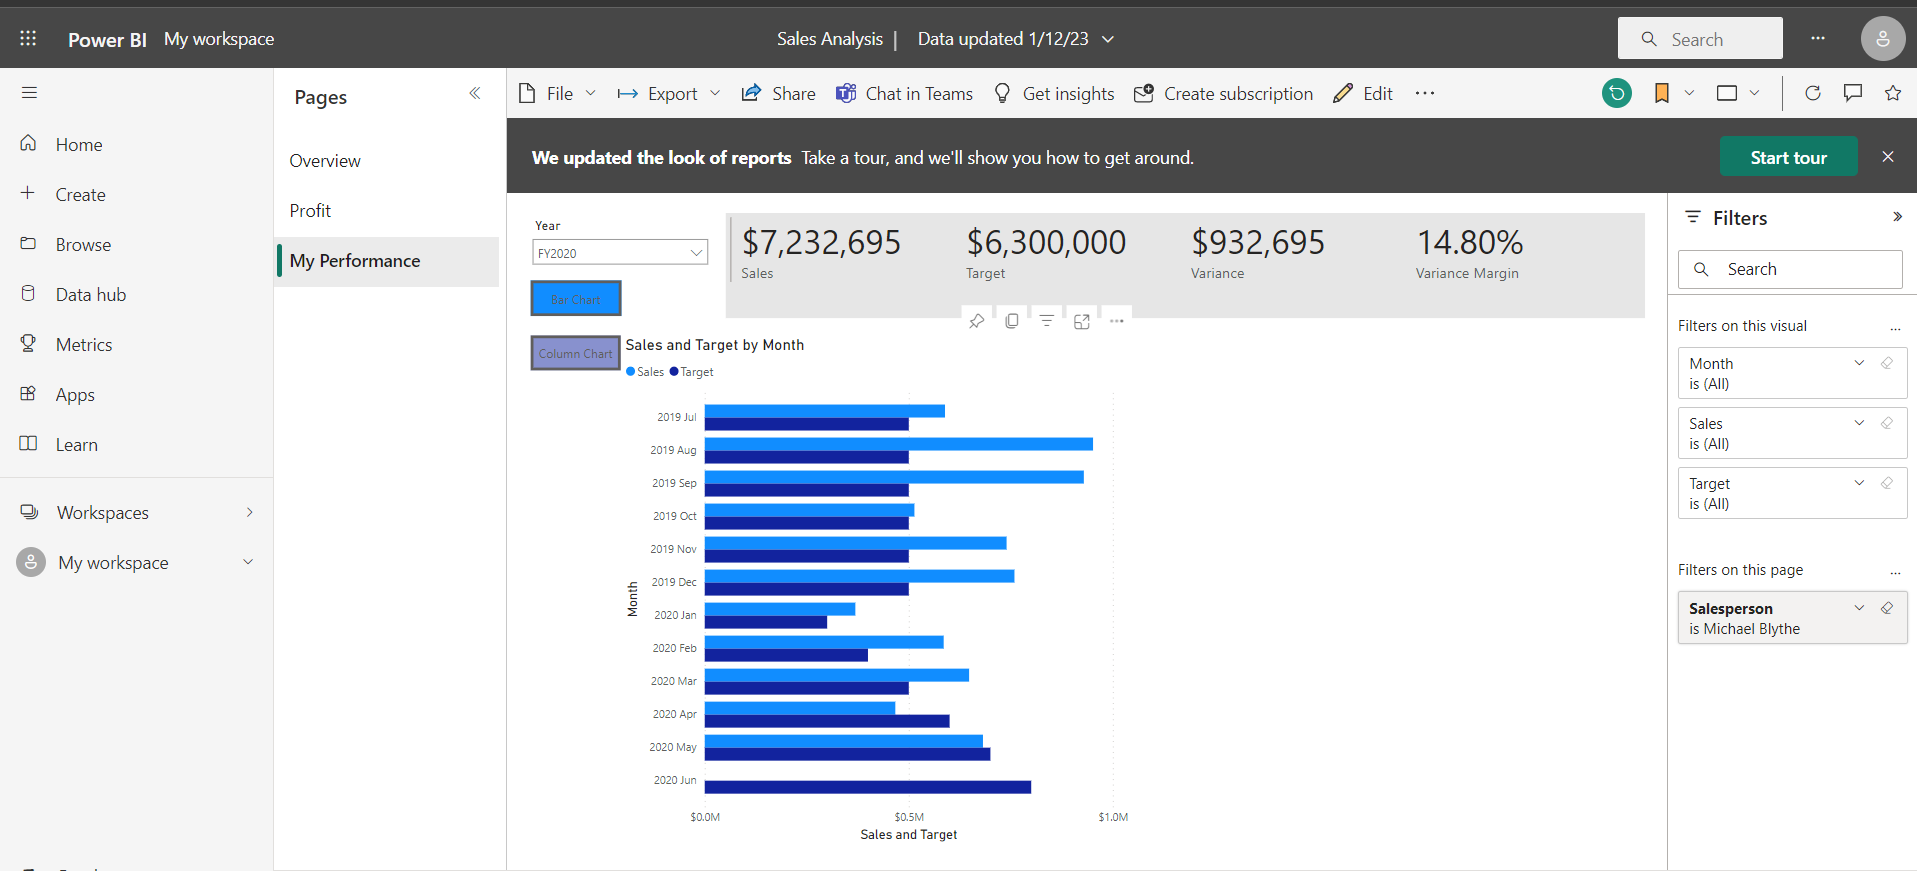 Power BI My workspace
Sales Analysis | Data updated 1/12/23
Search
Home
Create
Browse
Data hub
Metrics
Apps
Learn
Workspaces
My workspace
Pages
Overview
Profit
My Performance
File Export Share Chat in Teams Get insights Create subscription Edit
We updated the look of reports Take a tour, and we'll show you how to get around.
Start tour
Year
FY2020
Bar Chart
Column Chart
$7,232,695 $6,300,000 $932,695 14.80%
Sales Target Variance Variance Margin
Sales and Target by Month
Sales Target
Month
2019 Jul
2019 Aug
2019 Sep
2019 Oct
2019 Nov
2019 Dec
2020 Jan
2020 Feb
2020 Mar
2020 Apr
2020 May
2020 Jun
$0.0M $0.5M $1.0M
Sales and Target
Filters
Search
Filters on this visual
Month
is (All)
Sales
is (All)
Target
is (All)
Filters on this page
Salesperson
is Michael Blythe